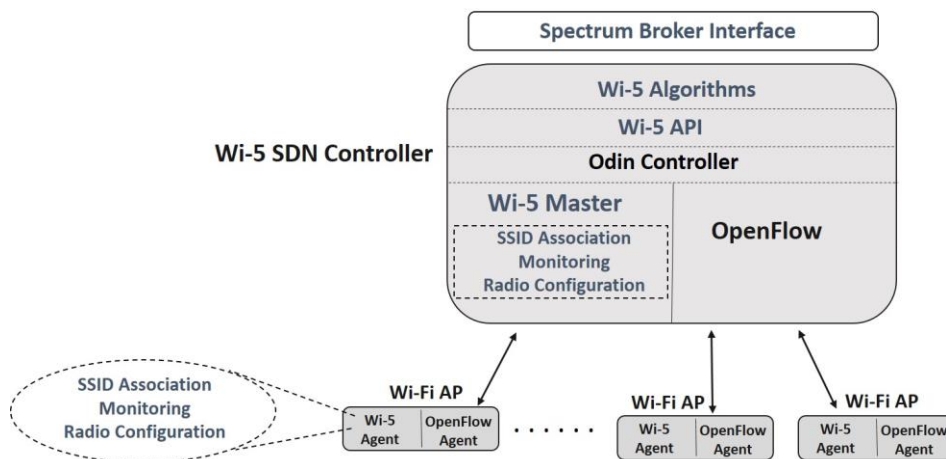 Spectrum Broker Interface
Wi-5 Algorithms
Wi-5 API
Wi-5 SDN Controller
Odin Controller
Wi-5 Master
OpenFlow
SSID Association
Monitoring
Radio Configuration
SSID Association
Monitoring
Radio Configuration
Wi-Fi AP
Wi-5
Agent
OpenFlow
Agent
. . . . . .
Wi-Fi AP
Wi-5
Agent
OpenFlow
Agent
Wi-Fi AP
Wi-5
Agent
OpenFlow
Agent